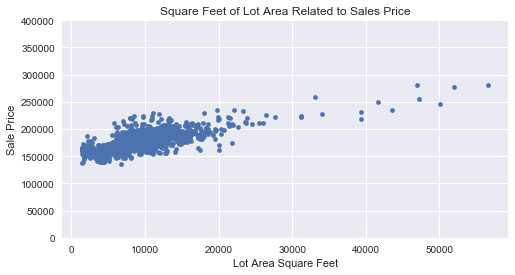 Square Feet of Lot Area Related to Sales Price
400000
350000
300000
250000
200000
150000
100000
50000
0
Sale Price
0 10000 20000 30000 40000 50000
Lot Area Square Feet